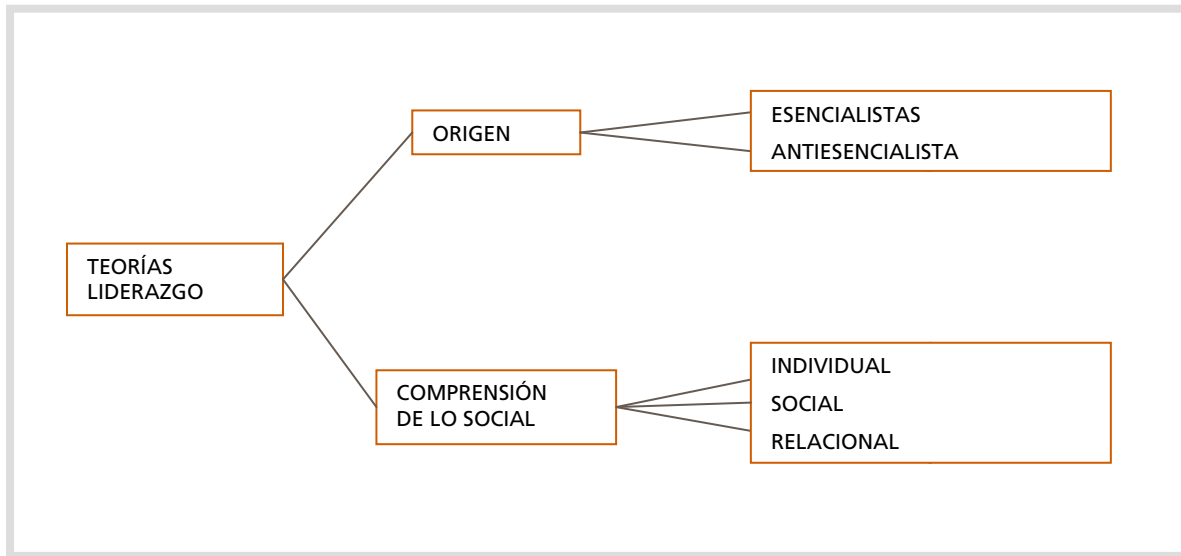 TEORÍAS
LIDERAZGO
ORIGEN
ESENCIALISTAS
ANTIESENCIALISTA
COMPRENSIÓN
DE LO SOCIAL
INDIVIDUAL
SOCIAL
RELACIONAL